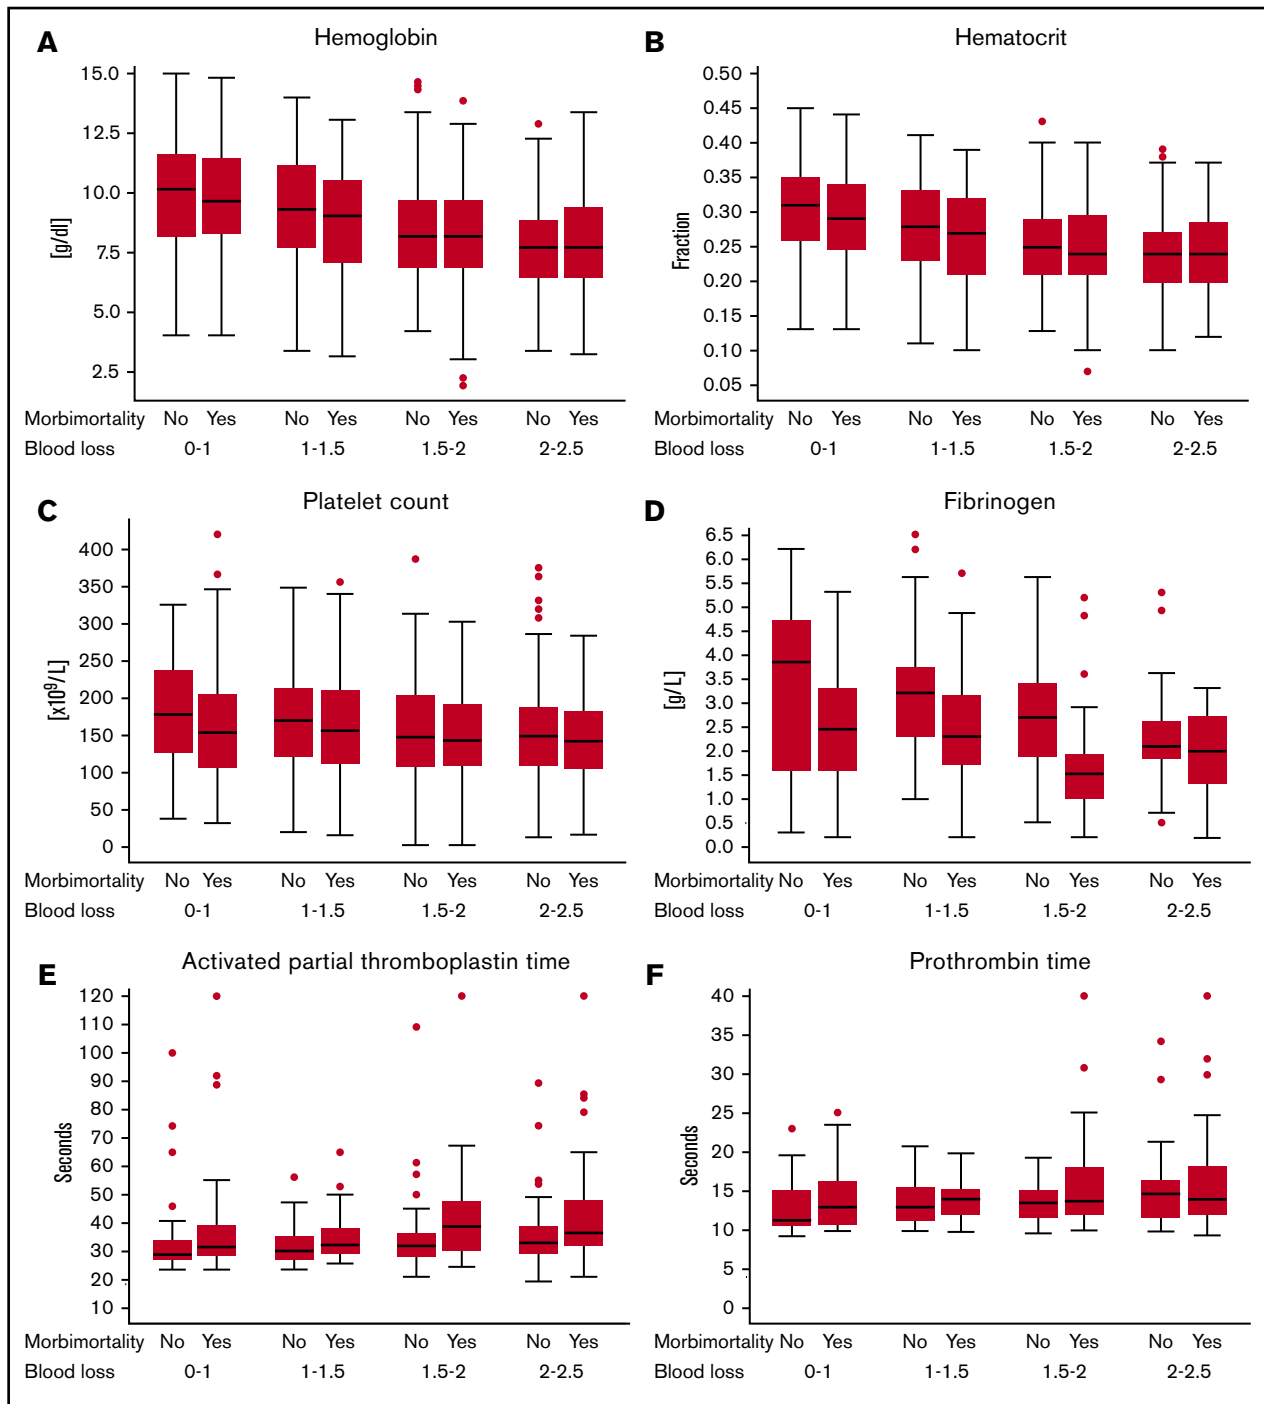 A Hemoglobin
15.0
12.5
10.0
7.5
5.0
2.5
[g/dl]
Morbimortality No Yes No Yes No Yes No Yes
Blood loss 0-1 1-1.5 1.5-2 2-2.5
B Hematocrit
0.50
0.45
0.40
0.35
0.30
0.25
0.20
0.15
0.10
0.05
Fraction
Morbimortality No Yes No Yes No Yes No Yes
Blood loss 0-1 1-1.5 1.5-2 2-2.5
C Platelet count
400
350
300
250
200
150
100
50
0
[x10⁹/L]
Morbimortality No Yes No Yes No Yes No Yes
Blood loss 0-1 1-1.5 1.5-2 2-2.5
D Fibrinogen
6.5
6.0
5.5
5.0
4.5
4.0
3.5
3.0
2.5
2.0
1.5
1.0
0.5
0.0
[g/L]
Morbimortality No Yes No Yes No Yes No Yes
Blood loss 0-1 1-1.5 1.5-2 2-2.5
E Activated partial thromboplastin time
120
110
100
90
80
70
60
50
40
30
20
10
Seconds
Morbimortality No Yes No Yes No Yes No Yes
Blood loss 0-1 1-1.5 1.5-2 2-2.5
F Prothrombin time
40
35
30
25
20
15
10
5
0
Seconds
Morbimortality No Yes No Yes No Yes No Yes
Blood loss 0-1 1-1.5 1.5-2 2-2.5